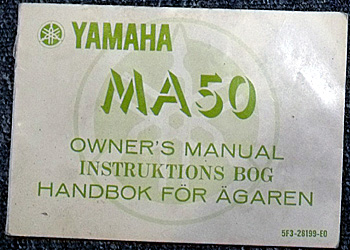 YAMAHA
MA50
OWNER'S MANUAL
INSTRUKTIONS BOG
HANDBOK FÖR ÄGAREN
5F3-28199-E0